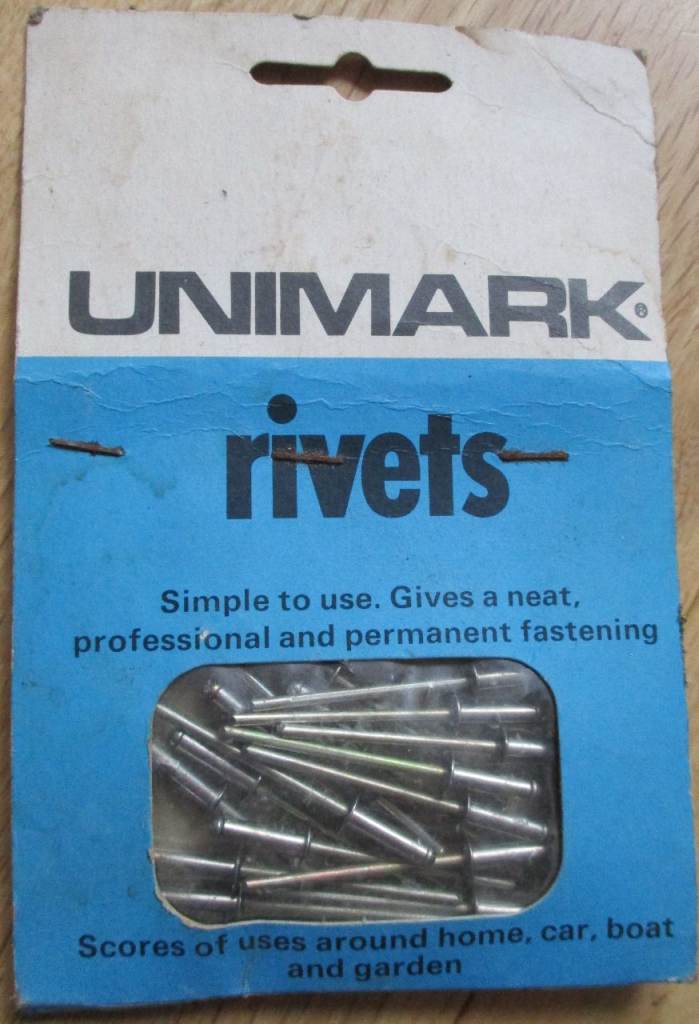 UNIMARK®
rivets
Simple to use. Gives a neat,
professional and permanent fastening
Scores of uses around home, car, boat
and garden